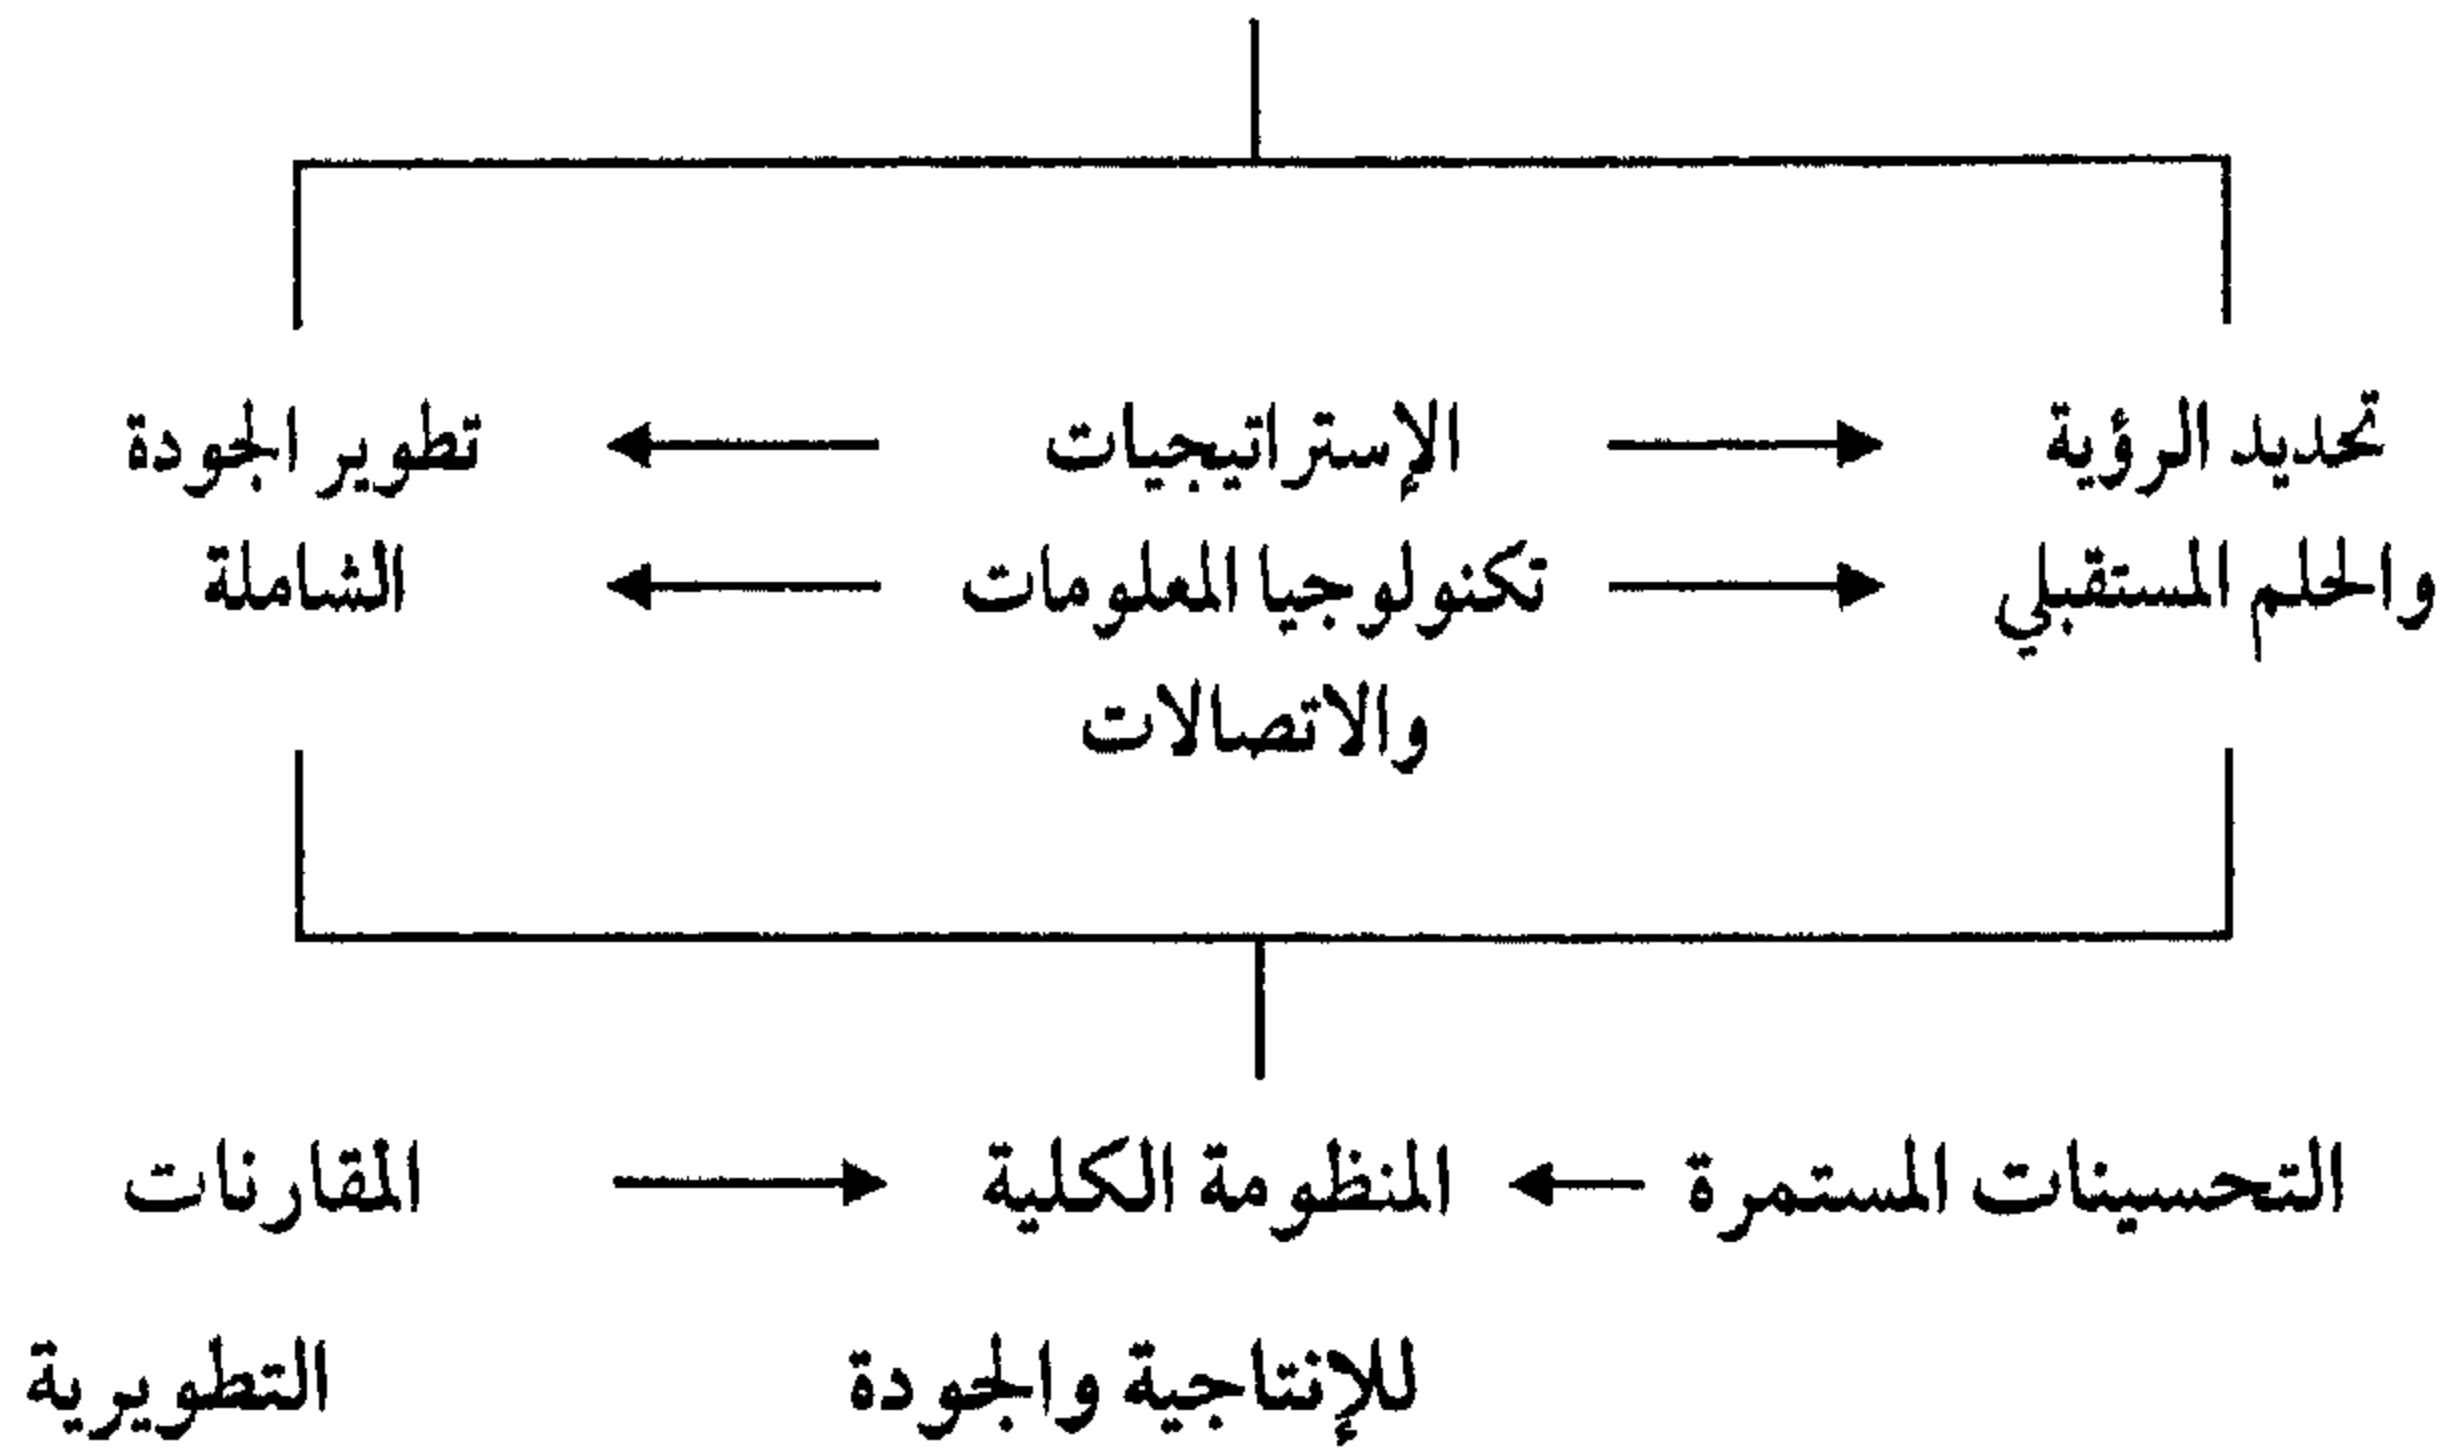 تحديد الرؤية
والحلم المستقبلي
الإستراتيجيات
تكنولوجيا المعلومات
والاتصالات
تطوير الجودة
الشاملة
التحسينات المستمرة
المنظومة الكلية
للإنتاجية والجودة
المقارنات
التطويرية